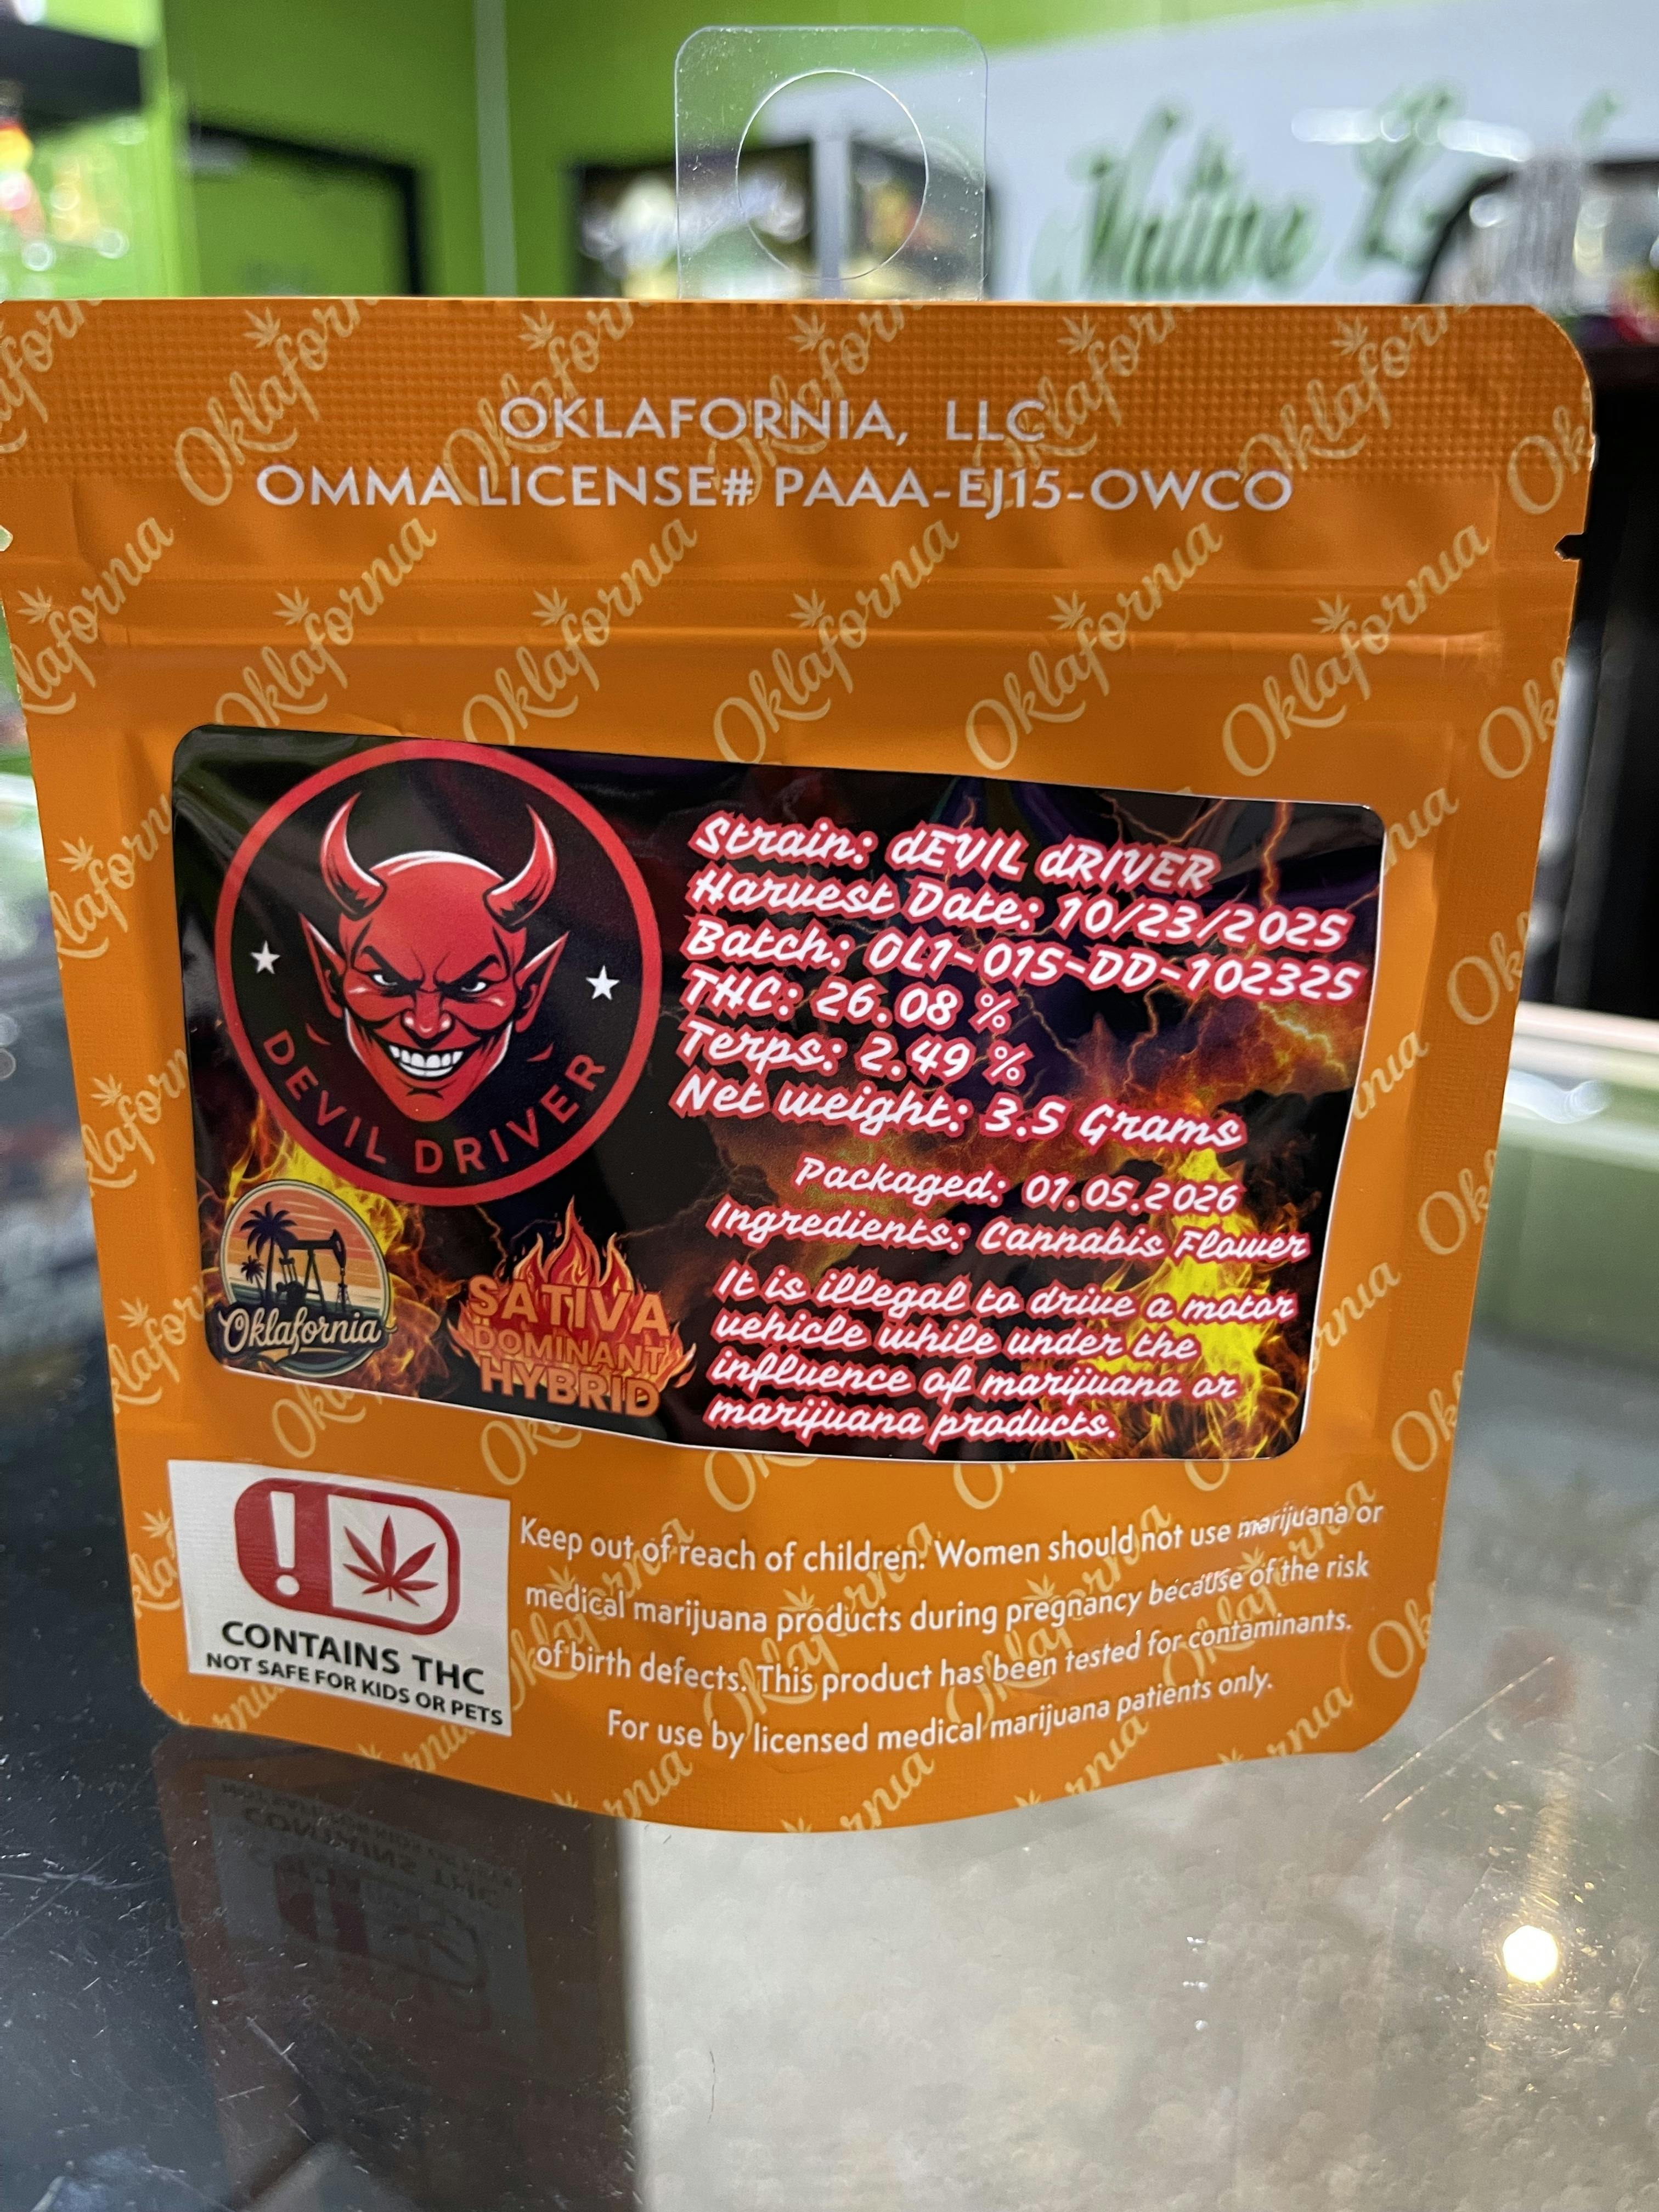 Native
OKLAFORNIA, LLC
OMMA LICENSE# PAAA-EJ15-OWCO
Strain: dEVIL dRIVER
Harvest Date: 10/23/2025
Batch: OL1-015-DD-102325
THC: 26.08 %
Terps: 2.49 %
Net weight: 3.5 Grams
DEVIL DRIVER
Packaged: 01.05.2026
Ingredients: Cannabis Flower
It is illegal to drive a motor
vehicle while under the
influence of marijuana or
marijuana products.
Oklafornia
SATIVA
DOMINANT
HYBRID
CONTAINS THC
NOT SAFE FOR KIDS OR PETS
Keep out of reach of children. Women should not use marijuana or
medical marijuana products during pregnancy because of the risk
of birth defects. This product has been tested for contaminants.
For use by licensed medical marijuana patients only.